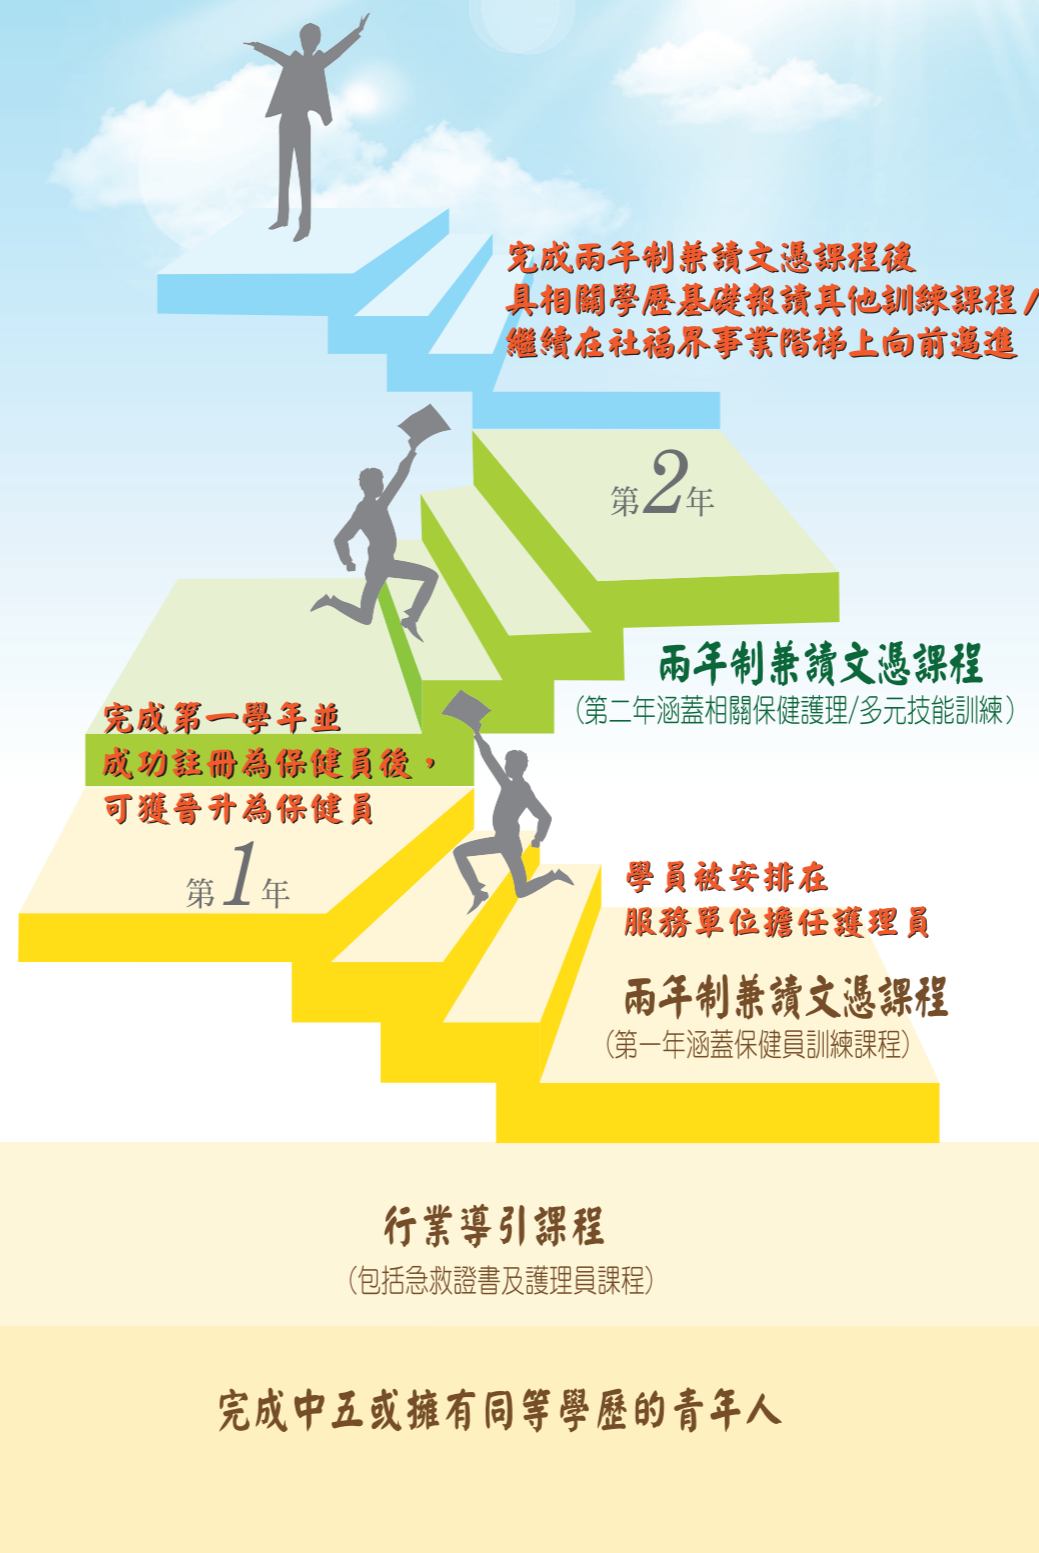 完成兩年制兼讀文憑課程後
具相關學歷基礎報讀其他訓練課程/
繼續在社福界事業階梯上向前邁進
第2年
兩年制兼讀文憑課程
（第二年涵蓋相關保健護理/多元技能訓練）
完成第一學年並
成功註冊為保健員後，
可獲晉升為保健員
第1年
學員被安排在
服務單位擔任護理員
兩年制兼讀文憑課程
（第一年涵蓋保健員訓練課程）
行業導引課程
（包括急救證書及護理員課程）
完成中五或擁有同等學歷的青年人